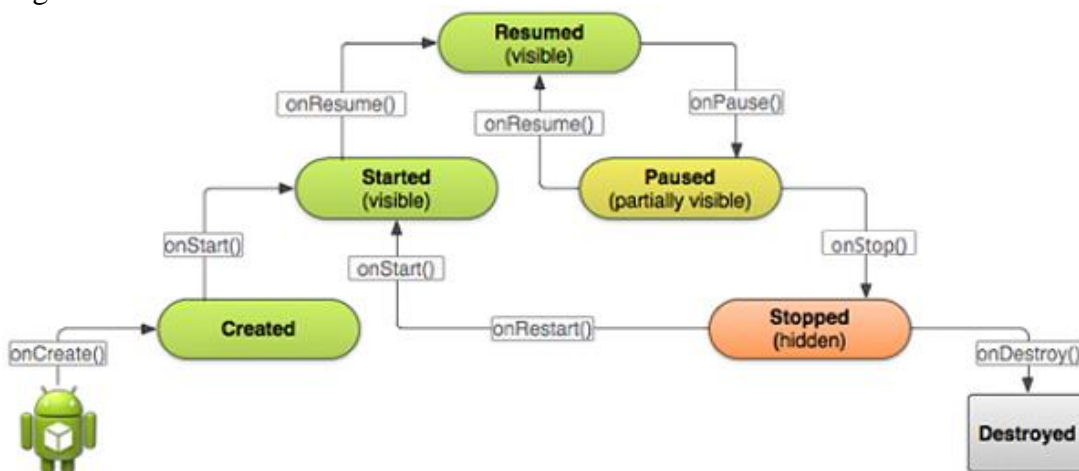 Resumed
(visible)
onResume()
onPause()
onResume()
Started
(visible)
Paused
(partially visible)
onStart()
onStop()
onStart()
Created
onRestart()
Stopped
(hidden)
onCreate()
onDestroy()
Destroyed